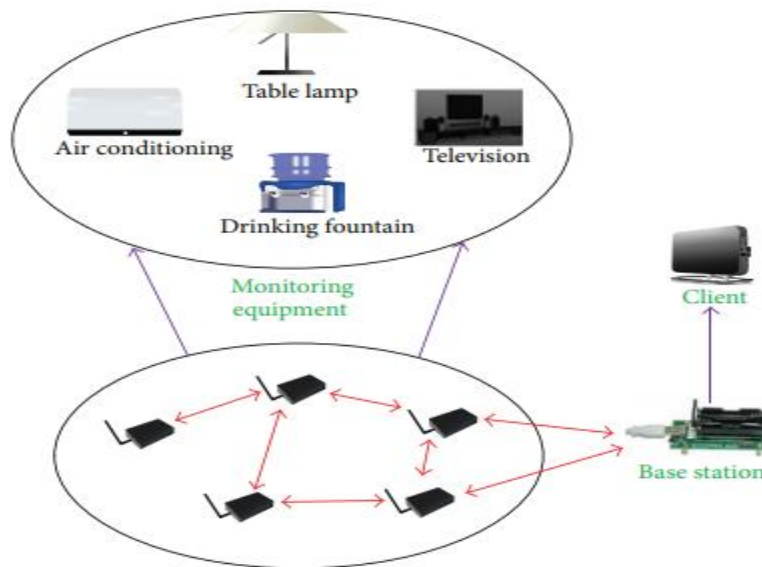 Table lamp
Air conditioning
Television
Drinking fountain
Monitoring
equipment
Client
Base station